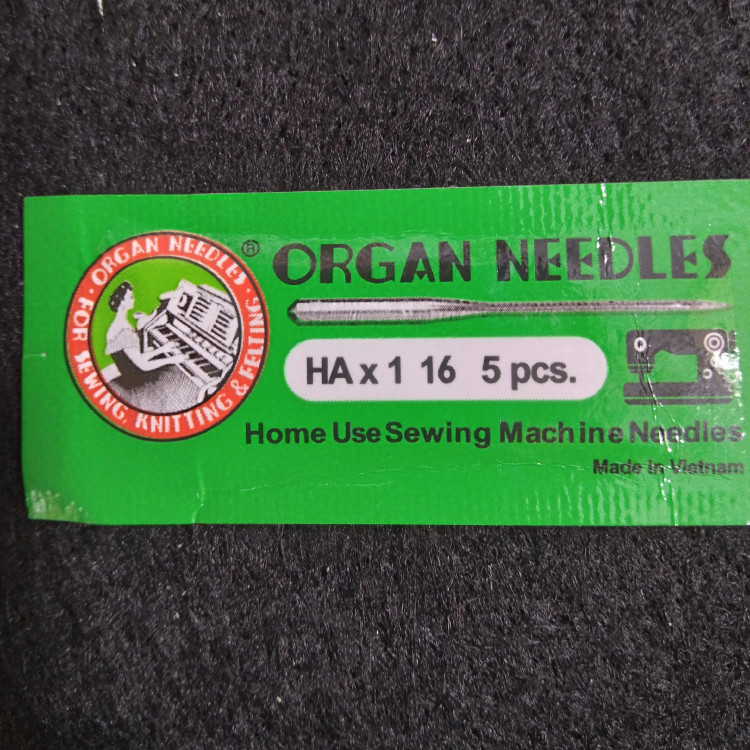 ORGAN NEEDLES · FOR SEWING, KNITTING & FELTING ·
®
ORGAN NEEDLES
HA x 1 16 5 pcs.
Home Use Sewing Machine Needles
Made in Vietnam